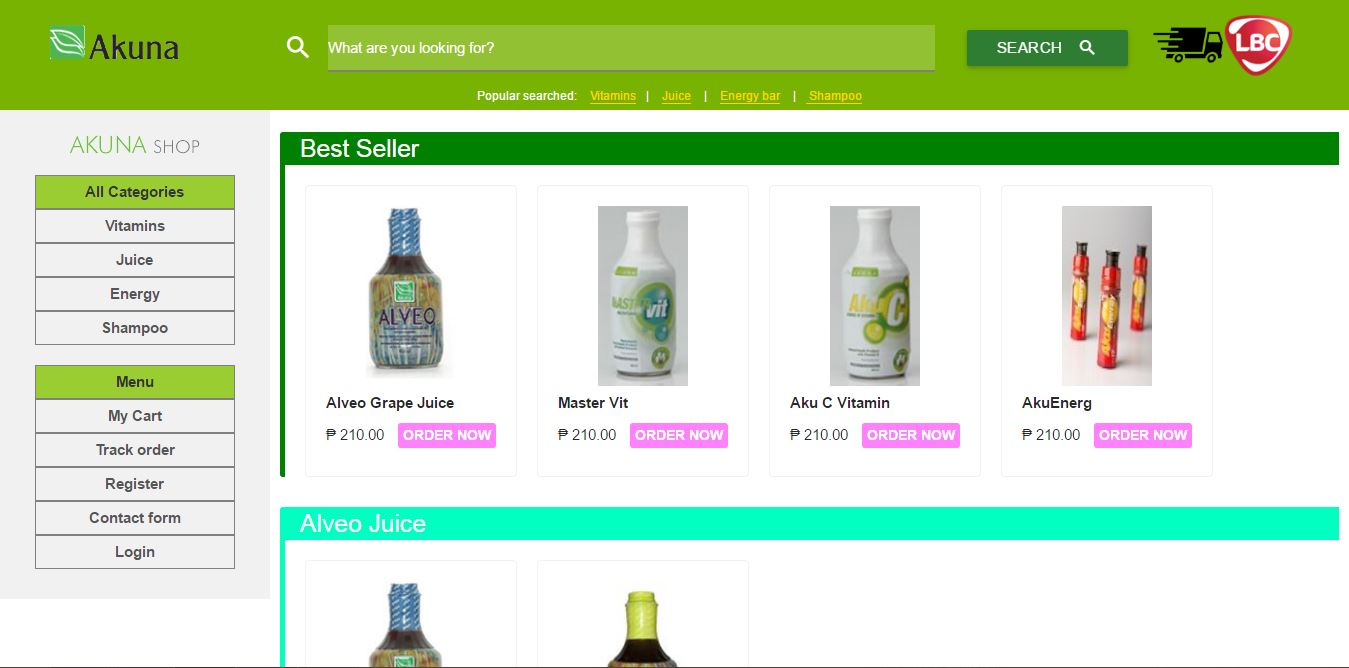 Akuna
What are you looking for?
SEARCH
LBC
Popular searched: Vitamins | Juice | Energy bar | Shampoo
AKUNA SHOP
All Categories
Vitamins
Juice
Energy
Shampoo
Menu
My Cart
Track order
Register
Contact form
Login
Best Seller
ALVEO
MASTER vit
Aku C
Alveo Grape Juice
₱ 210.00 ORDER NOW
Master Vit
₱ 210.00 ORDER NOW
Aku C Vitamin
₱ 210.00 ORDER NOW
AkuEnerg
₱ 210.00 ORDER NOW
Alveo Juice